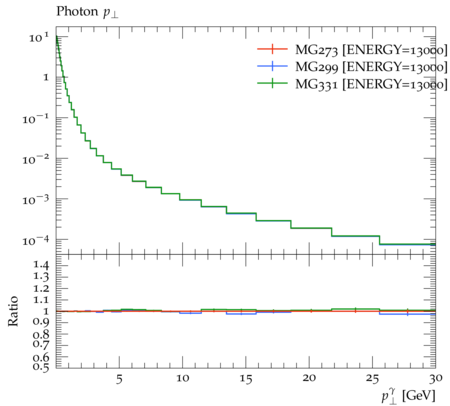 Photon p⊥
MG273 [ENERGY=13000]
MG299 [ENERGY=13000]
MG331 [ENERGY=13000]
10¹
1
10⁻¹
10⁻²
10⁻³
10⁻⁴
1.4
1.3
1.2
1.1
1
0.9
0.8
0.7
0.6
0.5
Ratio
5 10 15 20 25 30
p⊥^γ [GeV]